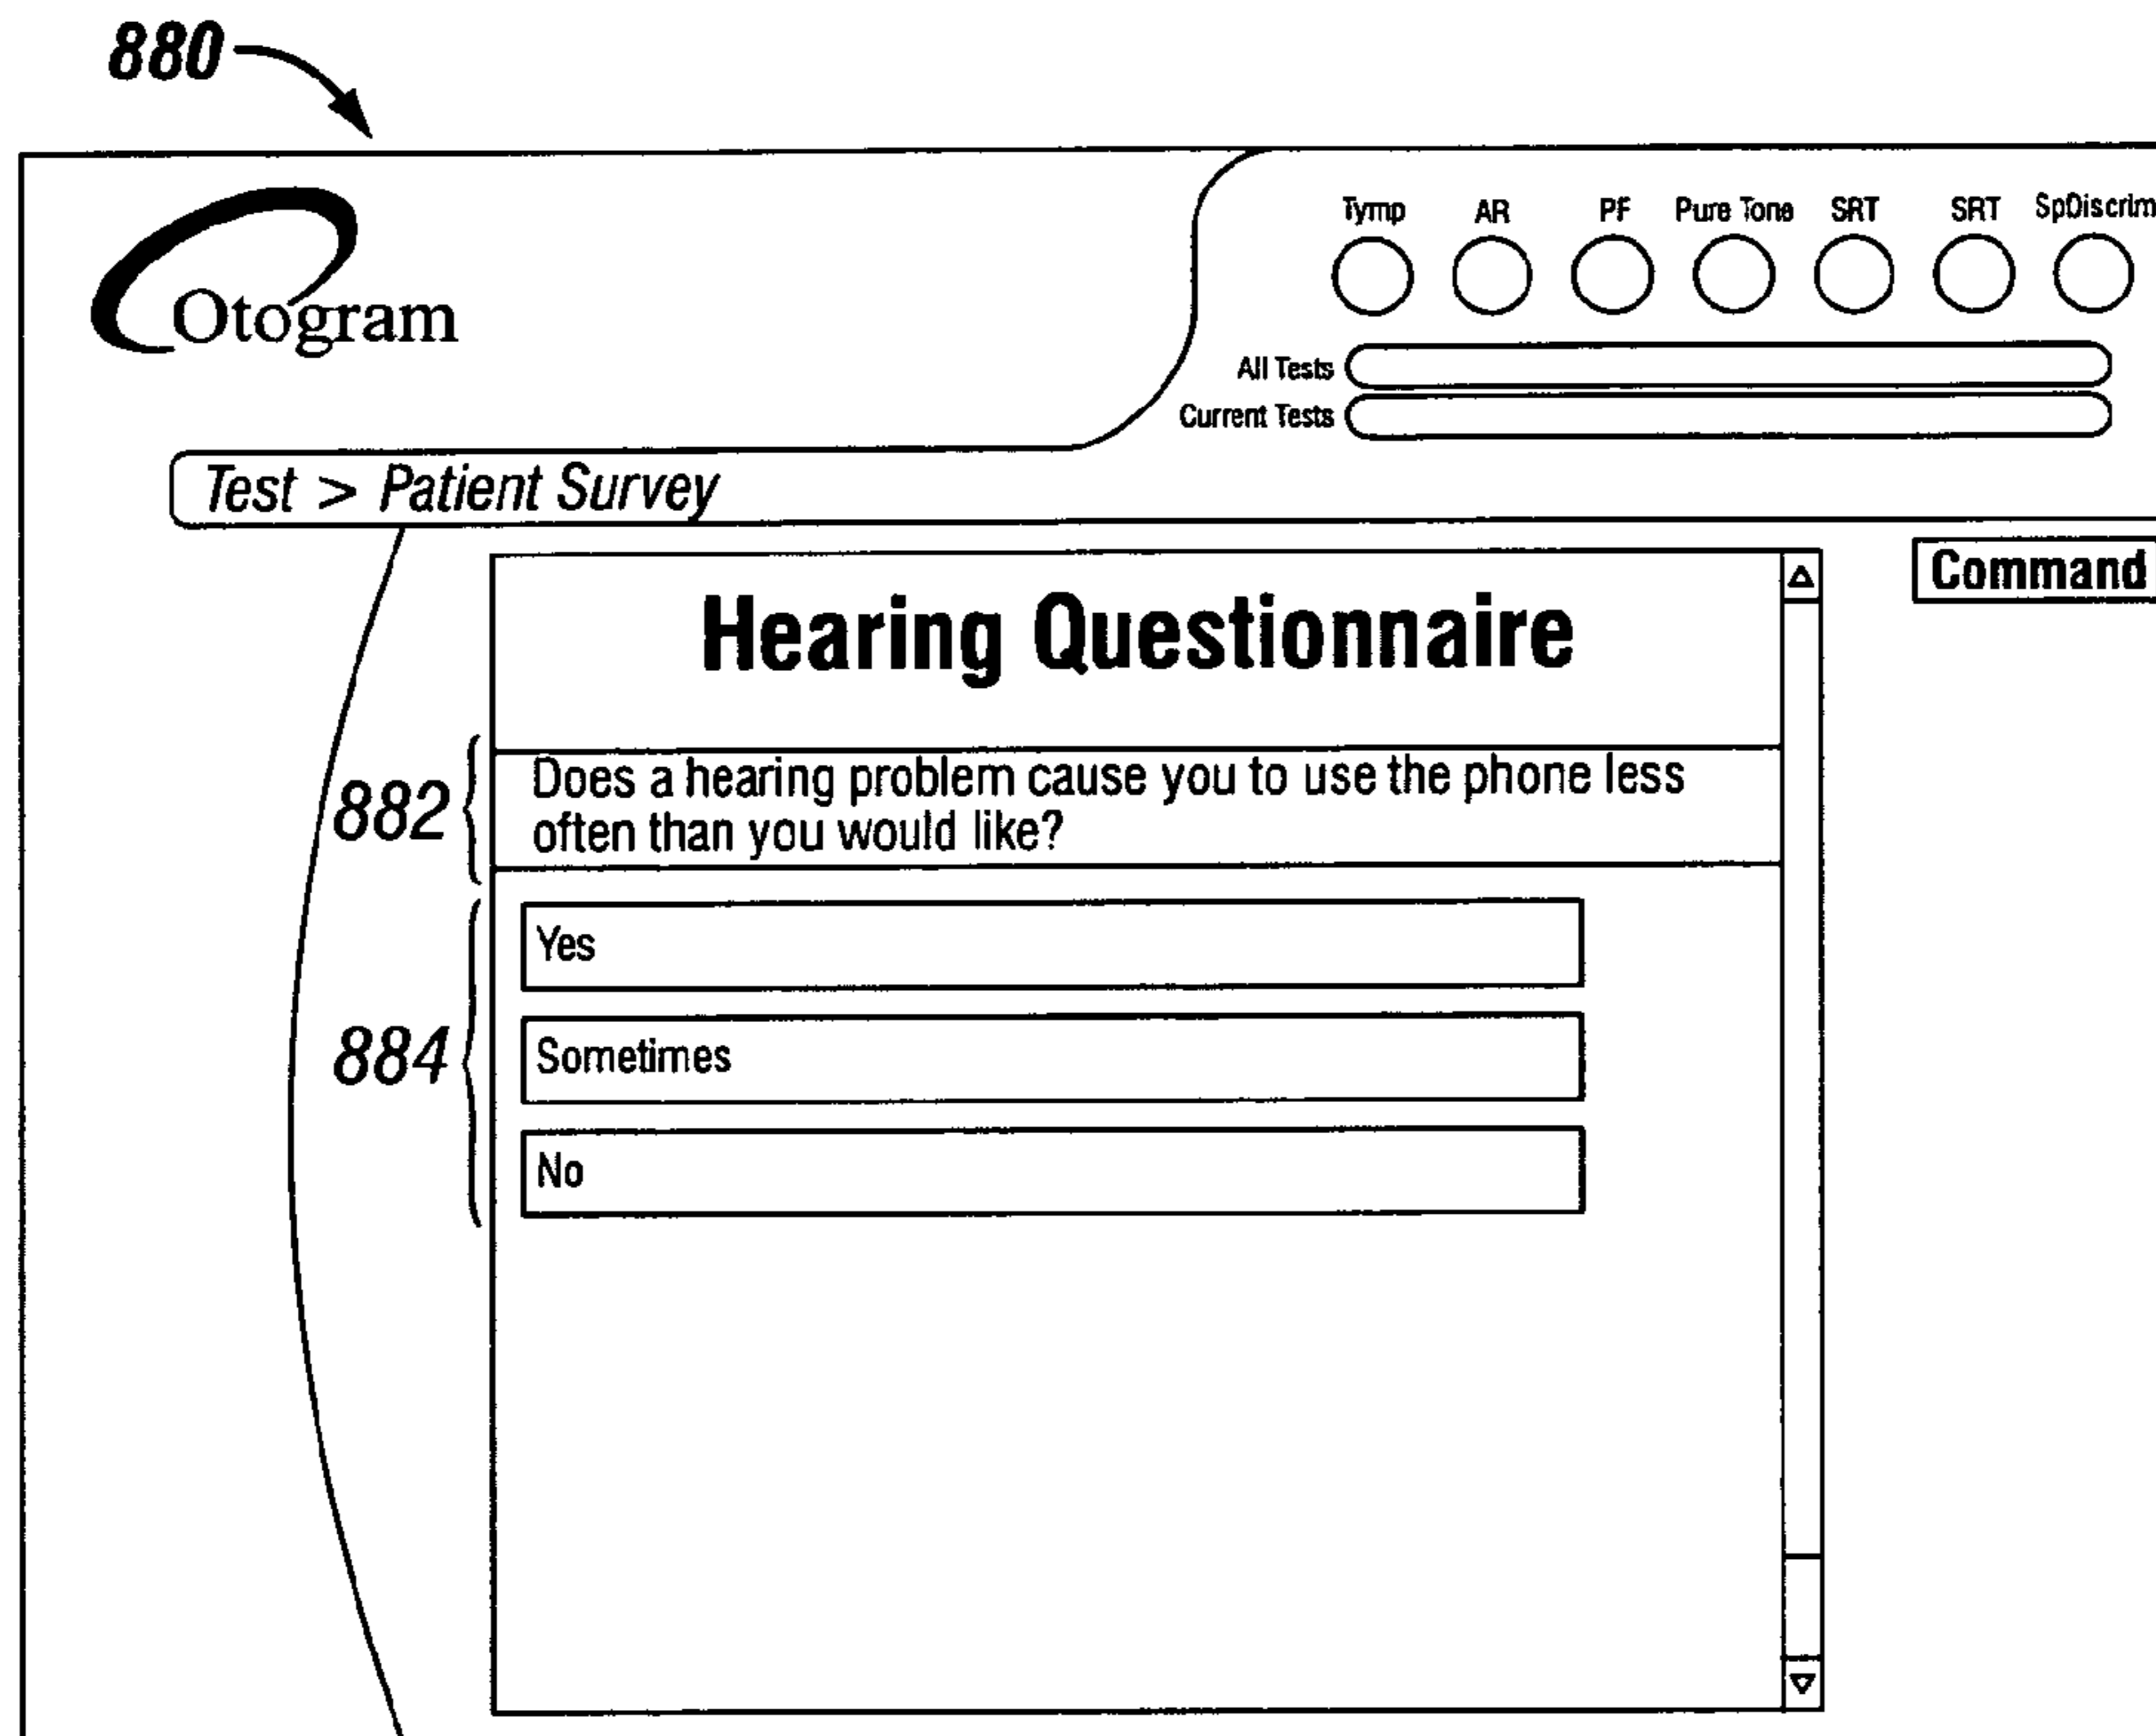 880
Otogram
Tymp AR PF Pure Tone SRT SRT SpDiscrim
All Tests
Current Tests
Test > Patient Survey
Command
Hearing Questionnaire
882
Does a hearing problem cause you to use the phone less
often than you would like?
Yes
884
Sometimes
No